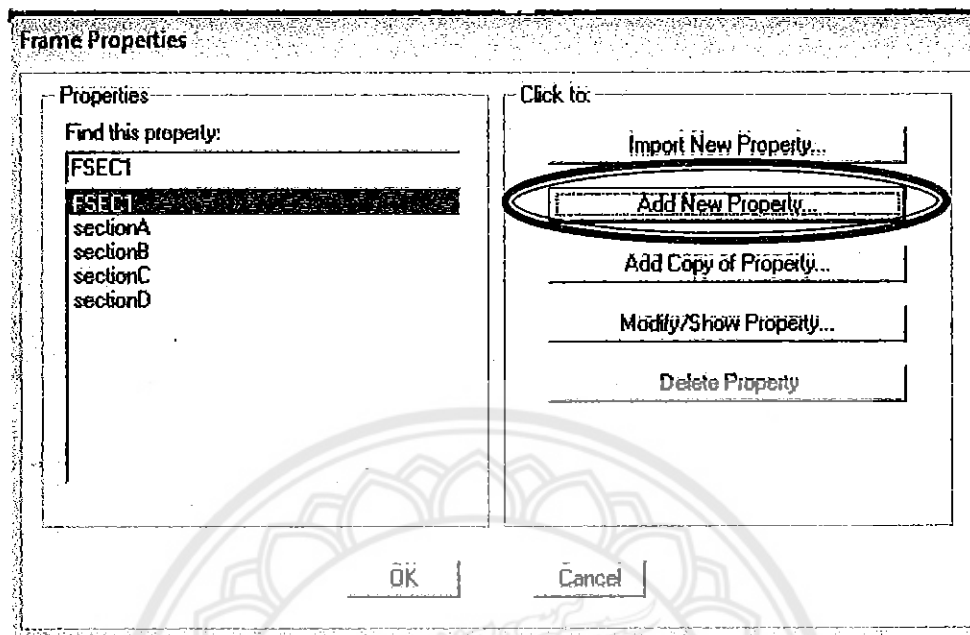 Frame Properties
Properties
Find this property:
FSEC1
FSEC1
sectionA
sectionB
sectionC
sectionD
Click to:
Import New Property...
Add New Property...
Add Copy of Property...
Modify/Show Property...
Delete Property
OK
Cancel